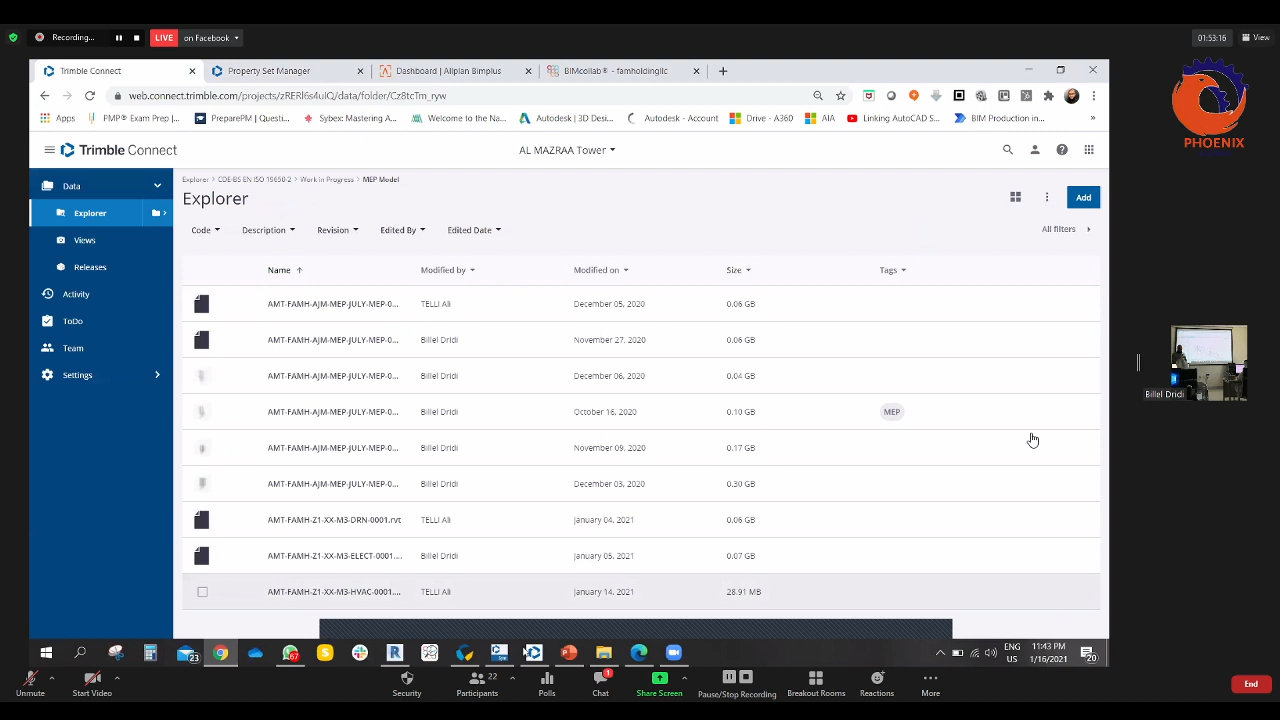 Recording...
LIVE on Facebook
01:53:16
View
Trimble Connect
Property Set Manager
Dashboard | Allplan Bimplus
BIMcollab® - famholdingllc
web.connect.trimble.com/projects/zRERl6s4uIQ/data/folder/Cz8tcTm_ryw
Apps
PMP® Exam Prep |...
PreparePM | Questi...
Sybex: Mastering A...
Welcome to the Na...
Autodesk | 3D Desi...
Autodesk - Account
Drive - A360
AIA
Linking AutoCAD S...
BIM Production in...
»
PHOENIX
Trimble Connect
AL MAZRAA Tower
Data
Explorer
Views
Releases
Activity
ToDo
Team
Settings
Explorer > CDE-BS EN ISO 19650-2 > Work in Progress > MEP Model
Explorer
Add
Code Description Revision Edited By Edited Date
All filters
Name Modified by Modified on Size Tags
AMT-FAMH-AJM-MEP-JULY-MEP-0... TELLI Ali December 05, 2020 0.06 GB
AMT-FAMH-AJM-MEP-JULY-MEP-0... Billel Dridi November 27, 2020 0.06 GB
AMT-FAMH-AJM-MEP-JULY-MEP-0... Billel Dridi December 06, 2020 0.04 GB
AMT-FAMH-AJM-MEP-JULY-MEP-0... Billel Dridi October 16, 2020 0.10 GB MEP
AMT-FAMH-AJM-MEP-JULY-MEP-0... Billel Dridi November 09, 2020 0.17 GB
AMT-FAMH-AJM-MEP-JULY-MEP-0... Billel Dridi December 03, 2020 0.30 GB
AMT-FAMH-Z1-XX-M3-DRN-0001.rvt TELLI Ali January 04, 2021 0.06 GB
AMT-FAMH-Z1-XX-M3-ELECT-0001.... Billel Dridi January 05, 2021 0.07 GB
AMT-FAMH-Z1-XX-M3-HVAC-0001.... TELLI Ali January 14, 2021 28.91 MB
Billel Dridi
23
67
ENG
US
11:43 PM
1/16/2021
20
Unmute
Start Video
Security
Participants 22
Polls
Chat 1
Share Screen
Pause/Stop Recording
Breakout Rooms
Reactions
More
End